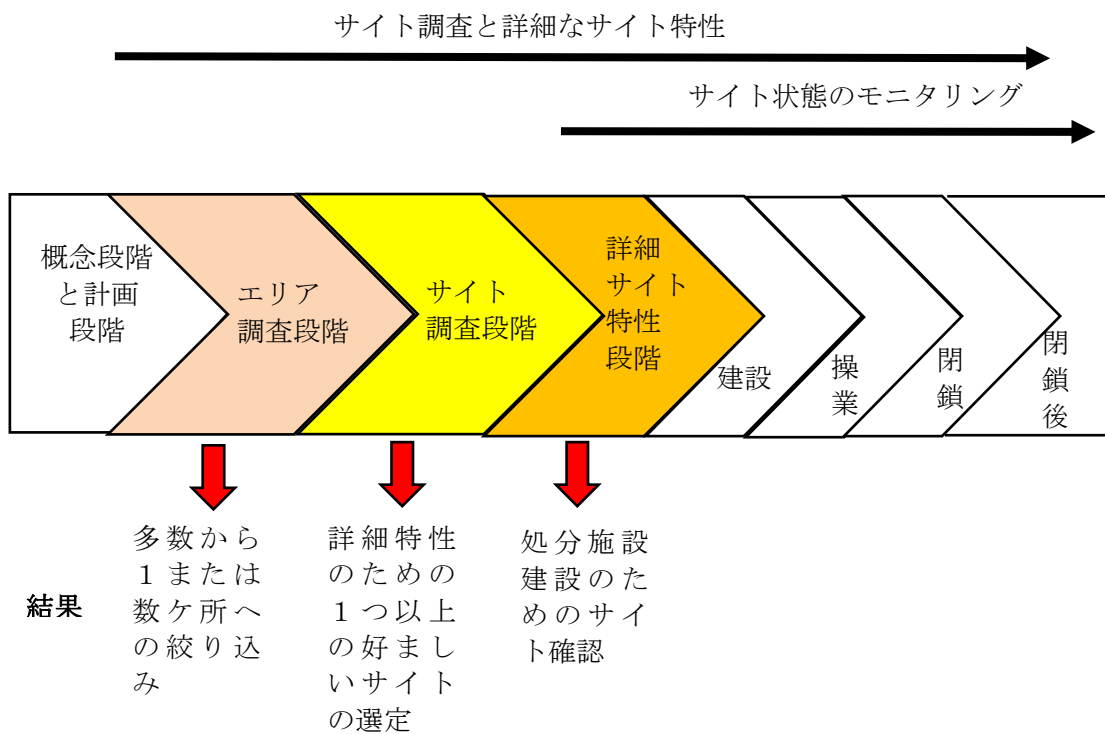 サイト調査と詳細なサイト特性
サイト状態のモニタリング
概念段階
と計画
段階
エリア
調査段階
サイト
調査段階
詳細
サイト
特性
段階
建設
操
業
閉
鎖
閉
鎖
後
結果
多数から
１または
数ケ所へ
の絞り込
み
詳細特性
のための
１つ以上
の好まし
いサイト
の選定
処分施設
建設のた
めのサイ
ト確認